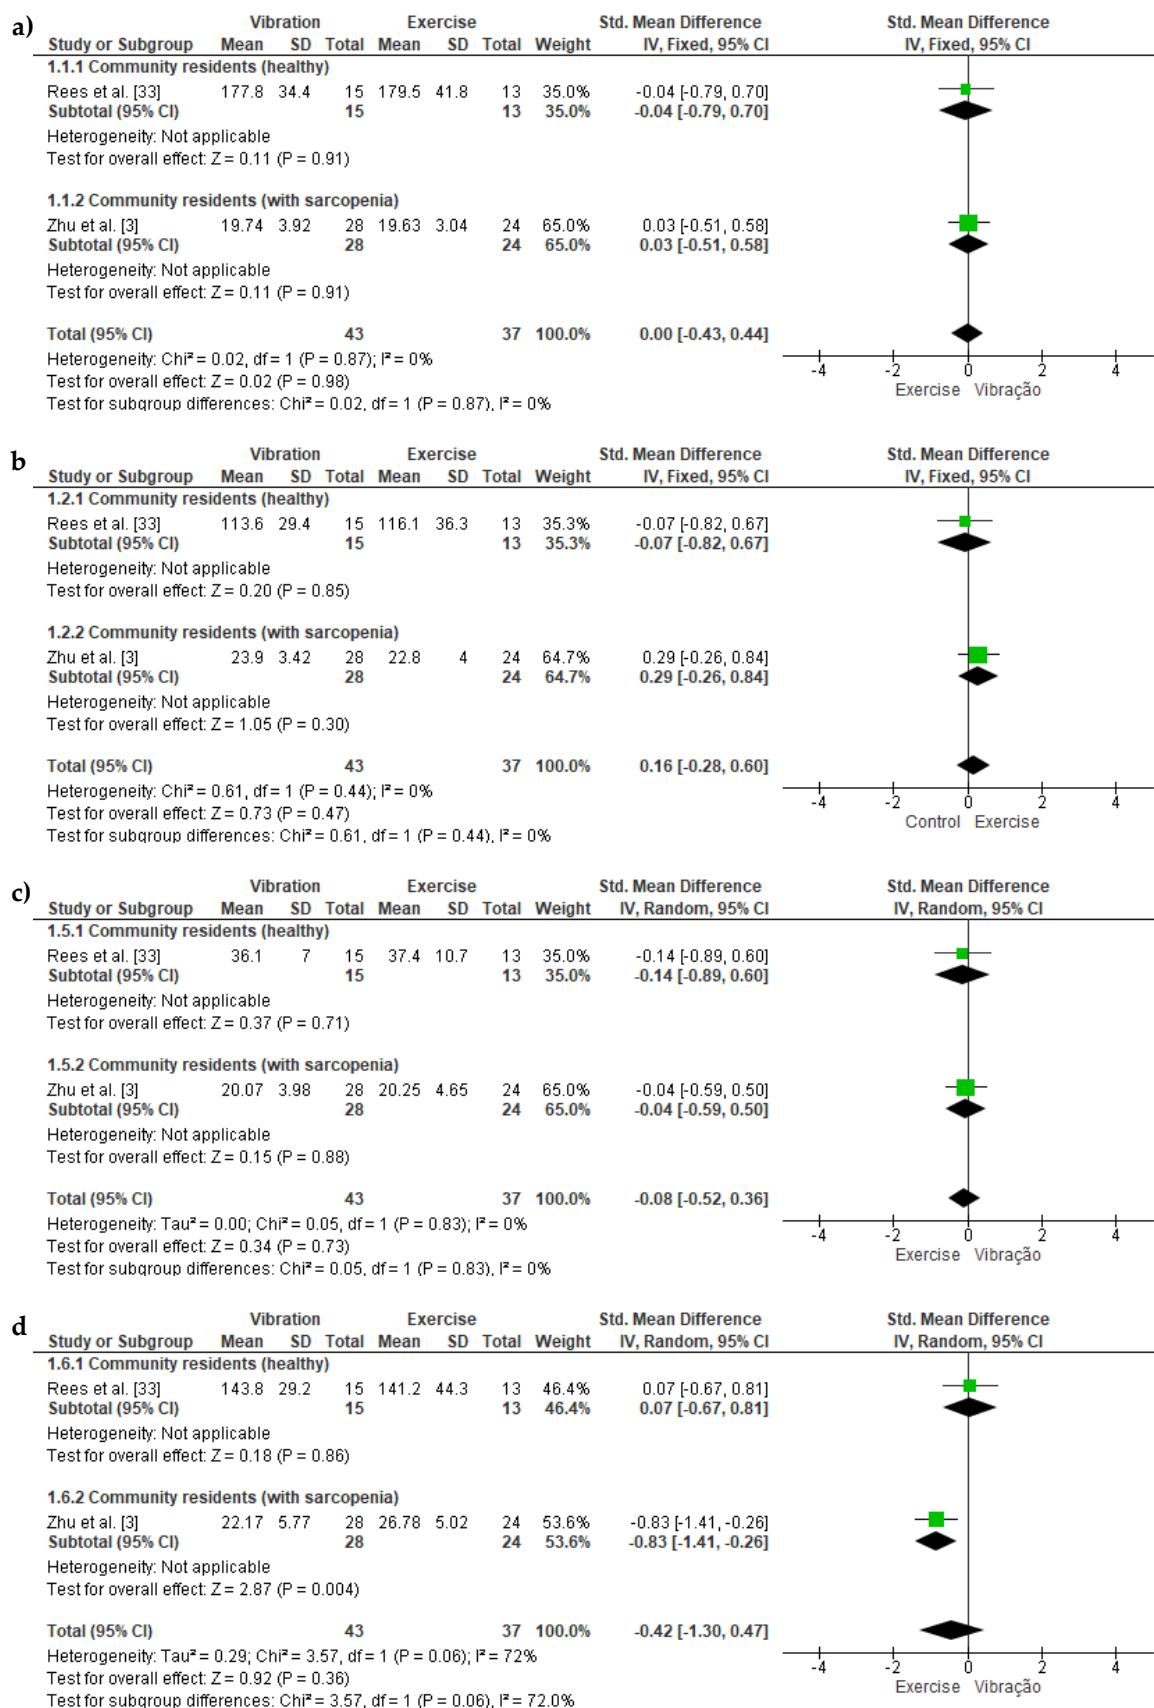 a)
Vibration Exercise Std. Mean Difference Std. Mean Difference
Study or Subgroup Mean SD Total Mean SD Total Weight IV, Fixed, 95% CI IV, Fixed, 95% CI
1.1.1 Community residents (healthy)
Rees et al. [33] 177.8 34.4 15 179.5 41.8 13 35.0% -0.04 [-0.79, 0.70]
Subtotal (95% CI) 15 13 35.0% -0.04 [-0.79, 0.70]
Heterogeneity: Not applicable
Test for overall effect: Z = 0.11 (P = 0.91)
1.1.2 Community residents (with sarcopenia)
Zhu et al. [3] 19.74 3.92 28 19.63 3.04 24 65.0% 0.03 [-0.51, 0.58]
Subtotal (95% CI) 28 24 65.0% 0.03 [-0.51, 0.58]
Heterogeneity: Not applicable
Test for overall effect: Z = 0.11 (P = 0.91)
Total (95% CI) 43 37 100.0% 0.00 [-0.43, 0.44]
Heterogeneity: Chi² = 0.02, df = 1 (P = 0.87); I² = 0%
Test for overall effect: Z = 0.02 (P = 0.98)
Test for subgroup differences: Chi² = 0.02, df = 1 (P = 0.87), I² = 0%
-4 -2 0 2 4
Exercise Vibração
b
Vibration Exercise Std. Mean Difference Std. Mean Difference
Study or Subgroup Mean SD Total Mean SD Total Weight IV, Fixed, 95% CI IV, Fixed, 95% CI
1.2.1 Community residents (healthy)
Rees et al. [33] 113.6 29.4 15 116.1 36.3 13 35.3% -0.07 [-0.82, 0.67]
Subtotal (95% CI) 15 13 35.3% -0.07 [-0.82, 0.67]
Heterogeneity: Not applicable
Test for overall effect: Z = 0.20 (P = 0.85)
1.2.2 Community residents (with sarcopenia)
Zhu et al. [3] 23.9 3.42 28 22.8 4 24 64.7% 0.29 [-0.26, 0.84]
Subtotal (95% CI) 28 24 64.7% 0.29 [-0.26, 0.84]
Heterogeneity: Not applicable
Test for overall effect: Z = 1.05 (P = 0.30)
Total (95% CI) 43 37 100.0% 0.16 [-0.28, 0.60]
Heterogeneity: Chi² = 0.61, df = 1 (P = 0.44); I² = 0%
Test for overall effect: Z = 0.73 (P = 0.47)
Test for subgroup differences: Chi² = 0.61, df = 1 (P = 0.44), I² = 0%
-4 -2 0 2 4
Control Exercise
c)
Vibration Exercise Std. Mean Difference Std. Mean Difference
Study or Subgroup Mean SD Total Mean SD Total Weight IV, Random, 95% CI IV, Random, 95% CI
1.5.1 Community residents (healthy)
Rees et al. [33] 36.1 7 15 37.4 10.7 13 35.0% -0.14 [-0.89, 0.60]
Subtotal (95% CI) 15 13 35.0% -0.14 [-0.89, 0.60]
Heterogeneity: Not applicable
Test for overall effect: Z = 0.37 (P = 0.71)
1.5.2 Community residents (with sarcopenia)
Zhu et al. [3] 20.07 3.98 28 20.25 4.65 24 65.0% -0.04 [-0.59, 0.50]
Subtotal (95% CI) 28 24 65.0% -0.04 [-0.59, 0.50]
Heterogeneity: Not applicable
Test for overall effect: Z = 0.15 (P = 0.88)
Total (95% CI) 43 37 100.0% -0.08 [-0.52, 0.36]
Heterogeneity: Tau² = 0.00; Chi² = 0.05, df = 1 (P = 0.83); I² = 0%
Test for overall effect: Z = 0.34 (P = 0.73)
Test for subgroup differences: Chi² = 0.05, df = 1 (P = 0.83), I² = 0%
-4 -2 0 2 4
Exercise Vibração
d
Vibration Exercise Std. Mean Difference Std. Mean Difference
Study or Subgroup Mean SD Total Mean SD Total Weight IV, Random, 95% CI IV, Random, 95% CI
1.6.1 Community residents (healthy)
Rees et al. [33] 143.8 29.2 15 141.2 44.3 13 46.4% 0.07 [-0.67, 0.81]
Subtotal (95% CI) 15 13 46.4% 0.07 [-0.67, 0.81]
Heterogeneity: Not applicable
Test for overall effect: Z = 0.18 (P = 0.86)
1.6.2 Community residents (with sarcopenia)
Zhu et al. [3] 22.17 5.77 28 26.78 5.02 24 53.6% -0.83 [-1.41, -0.26]
Subtotal (95% CI) 28 24 53.6% -0.83 [-1.41, -0.26]
Heterogeneity: Not applicable
Test for overall effect: Z = 2.87 (P = 0.004)
Total (95% CI) 43 37 100.0% -0.42 [-1.30, 0.47]
Heterogeneity: Tau² = 0.29; Chi² = 3.57, df = 1 (P = 0.06); I² = 72%
Test for overall effect: Z = 0.92 (P = 0.36)
Test for subgroup differences: Chi² = 3.57, df = 1 (P = 0.06), I² = 72.0%
-4 -2 0 2 4
Exercise Vibração